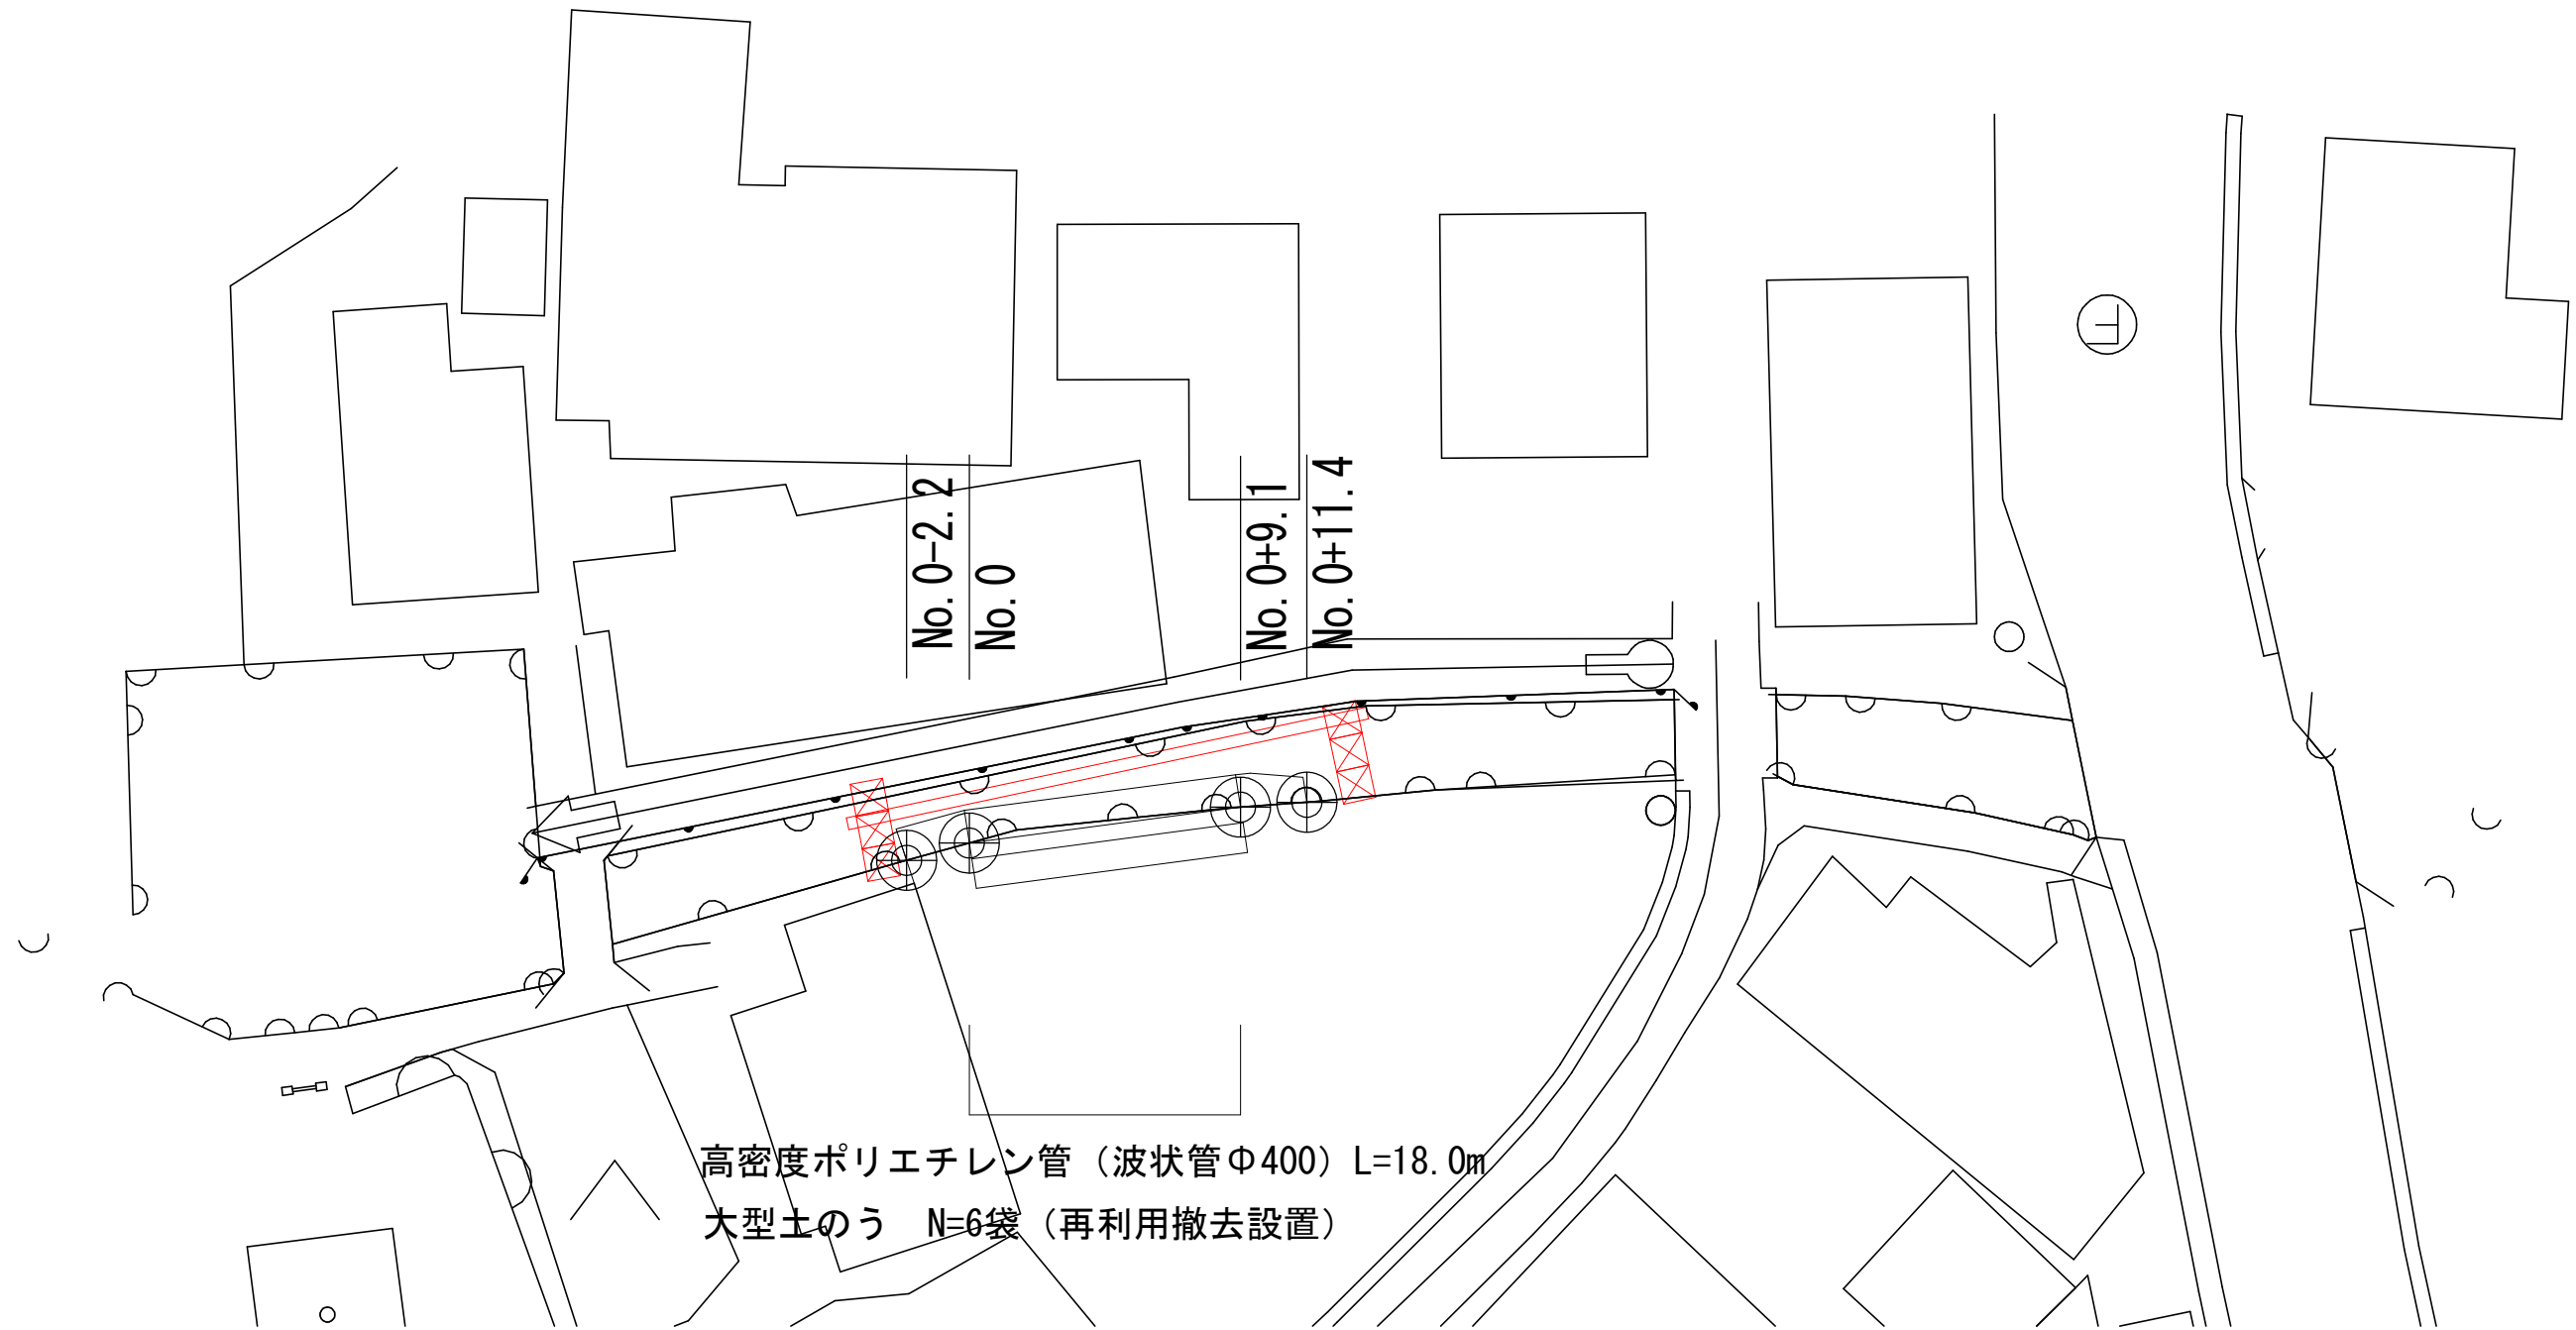 No.0-2.2
No.0
No.0+9.1
No.0+11.4
高密度ポリエチレン管（波状管Φ400）L=18.0m
大型土のう　N=6袋（再利用撤去設置）